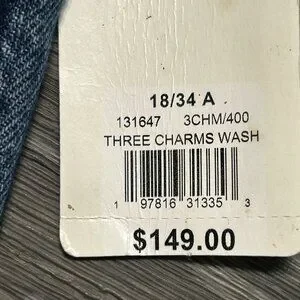 18/34 A
131647 3CHM/400
THREE CHARMS WASH
1 97816 31335 3
$149.00